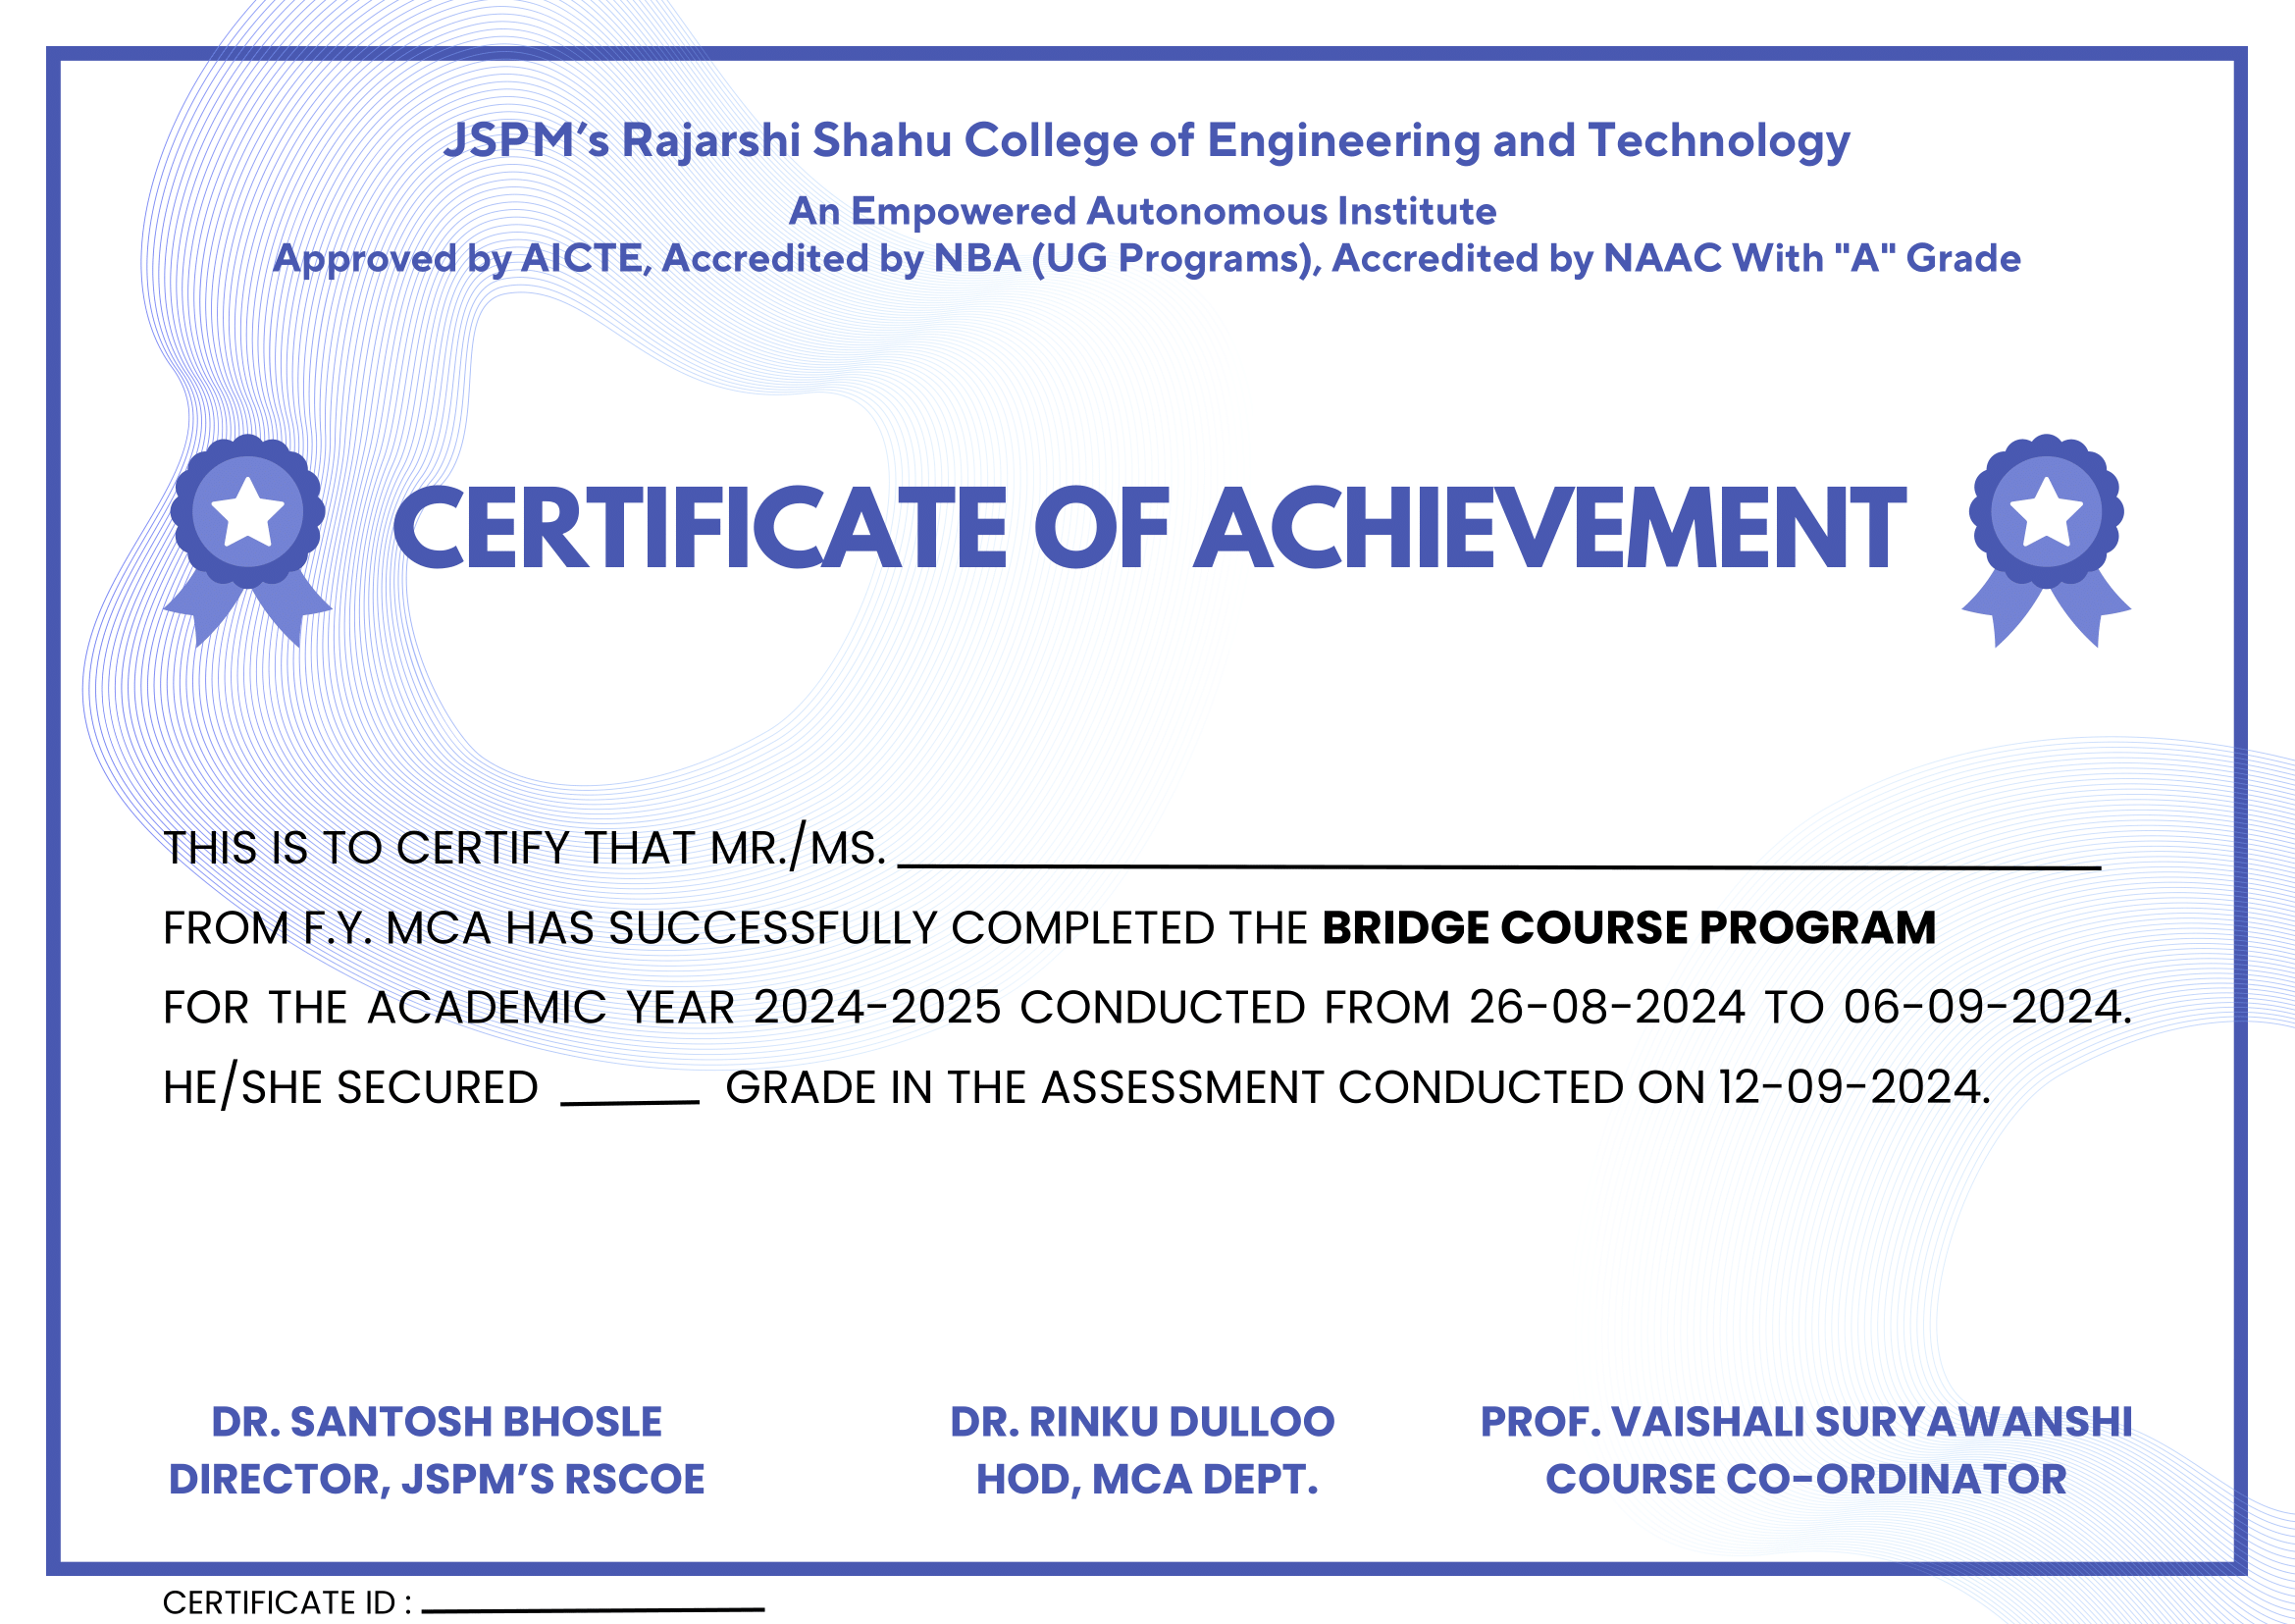 JSPM's Rajarshi Shahu College of Engineering and Technology
An Empowered Autonomous Institute
Approved by AICTE, Accredited by NBA (UG Programs), Accredited by NAAC With "A" Grade
CERTIFICATE OF ACHIEVEMENT
THIS IS TO CERTIFY THAT MR./MS.
FROM F.Y. MCA HAS SUCCESSFULLY COMPLETED THE BRIDGE COURSE PROGRAM
FOR THE ACADEMIC YEAR 2024-2025 CONDUCTED FROM 26-08-2024 TO 06-09-2024.
HE/SHE SECURED ____ GRADE IN THE ASSESSMENT CONDUCTED ON 12-09-2024.
DR. SANTOSH BHOSLE
DIRECTOR, JSPM'S RSCOE
DR. RINKU DULLOO
HOD, MCA DEPT.
PROF. VAISHALI SURYAWANSHI
COURSE CO-ORDINATOR
CERTIFICATE ID :